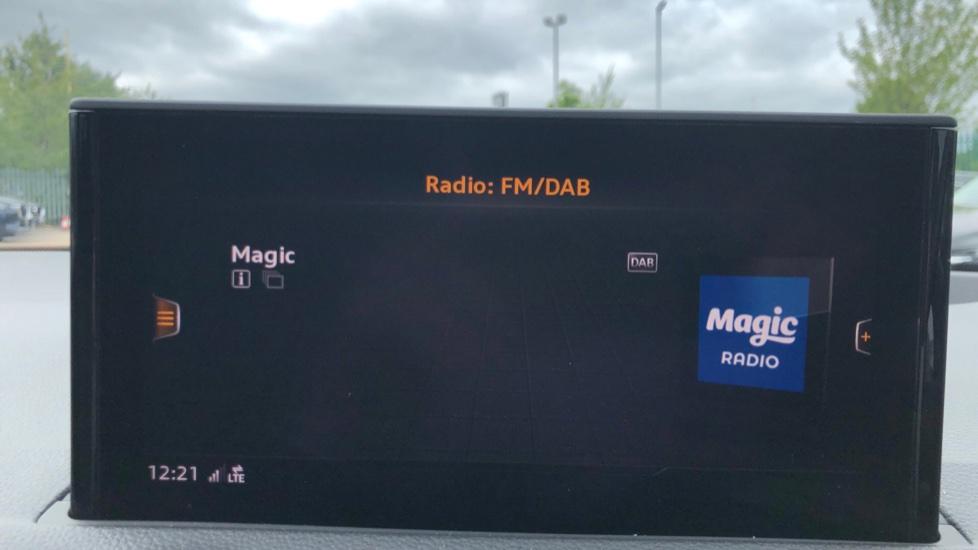 Radio: FM/DAB
Magic
DAB
i
Magic
RADIO
+
12:21 LTE